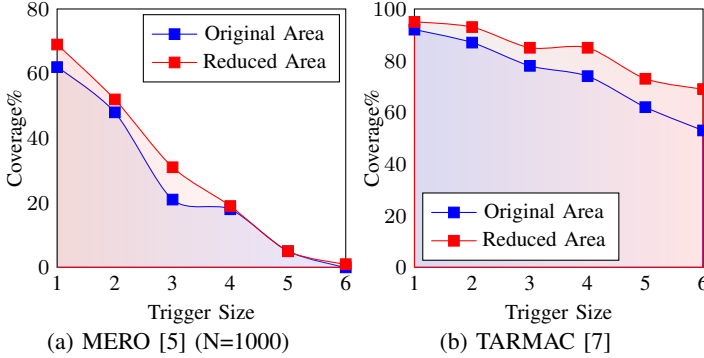 80
60
40
20
0
Coverage%
Original Area
Reduced Area
1 2 3 4 5 6
Trigger Size
(a) MERO [5] (N=1000)
100
80
60
40
20
0
Coverage%
Original Area
Reduced Area
1 2 3 4 5 6
Trigger Size
(b) TARMAC [7]